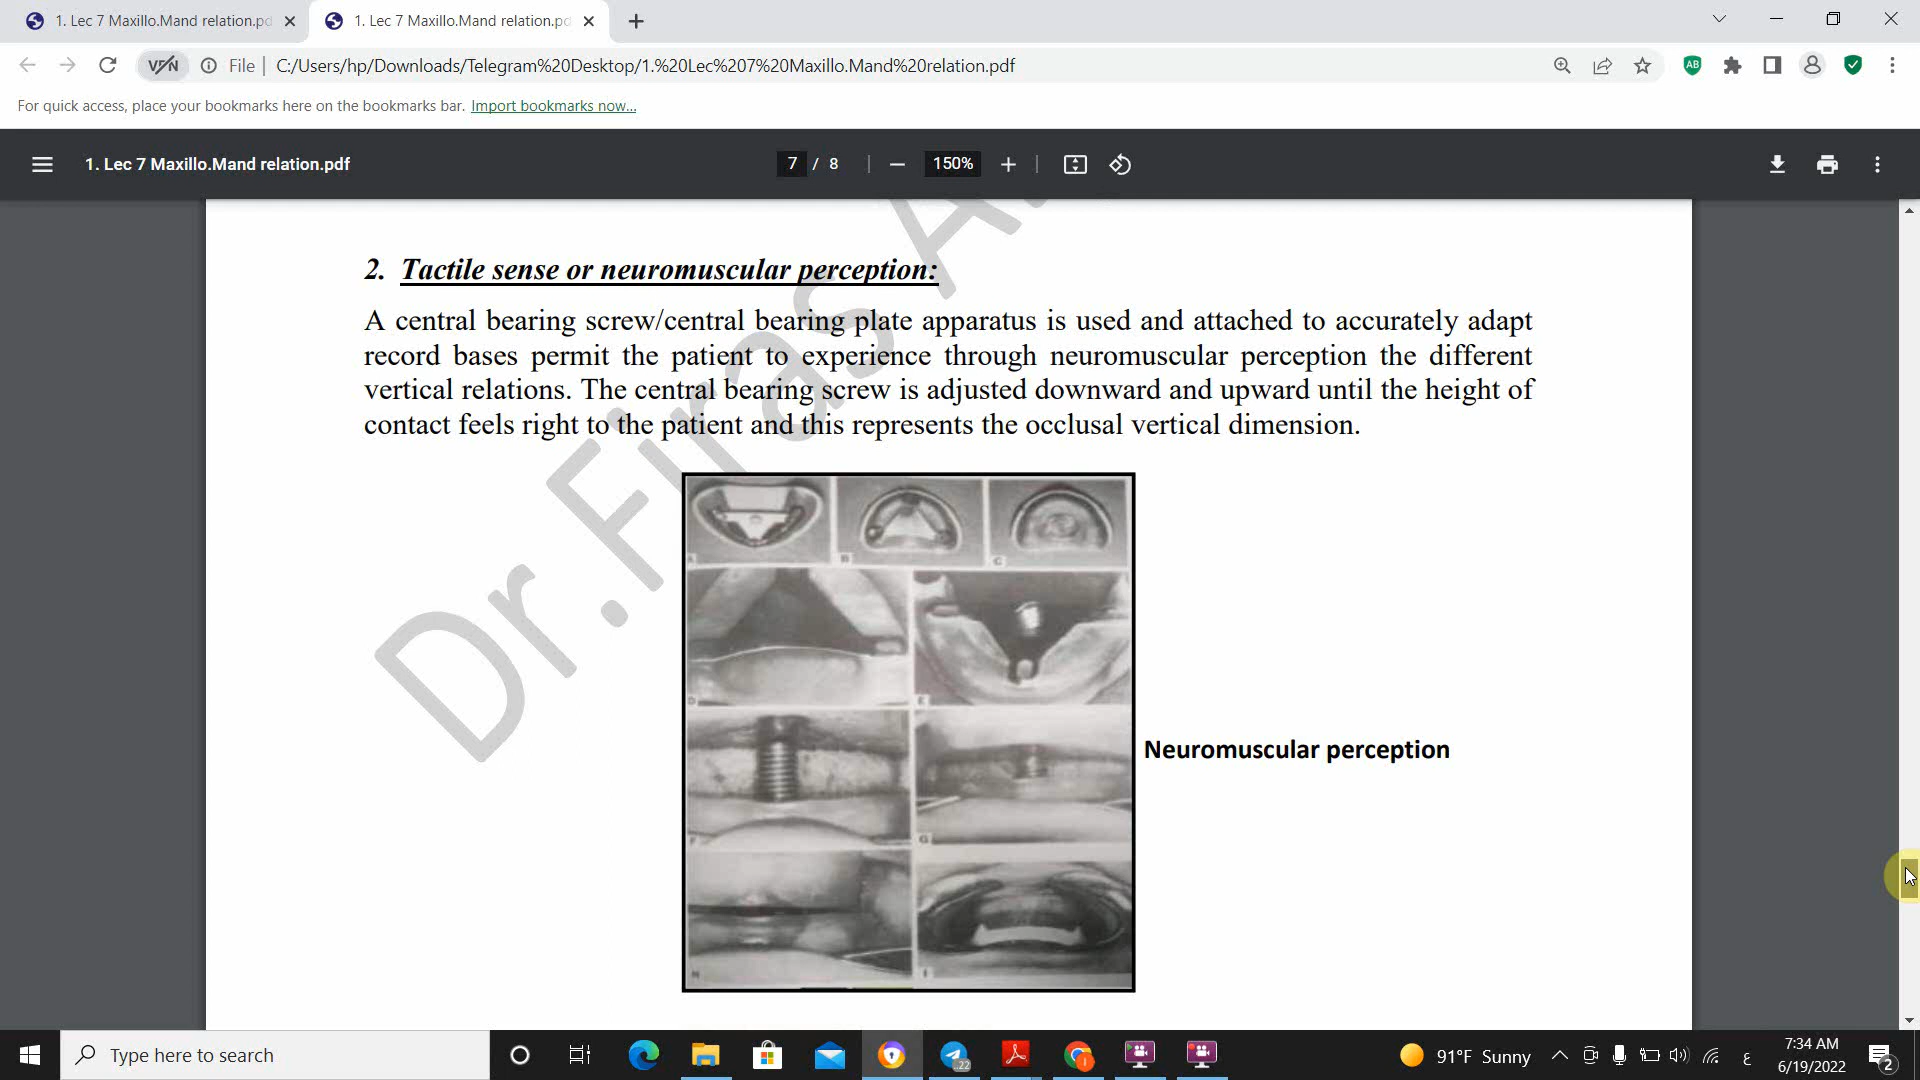 1. Lec 7 Maxillo.Mand relation.pd
1. Lec 7 Maxillo.Mand relation.pd
VPN
File
C:/Users/hp/Downloads/Telegram%20Desktop/1.%20Lec%207%20Maxillo.Mand%20relation.pdf
AB
For quick access, place your bookmarks here on the bookmarks bar. Import bookmarks now...
1. Lec 7 Maxillo.Mand relation.pdf
7 / 8
150%
2. Tactile sense or neuromuscular perception:
A central bearing screw/central bearing plate apparatus is used and attached to accurately adapt
record bases permit the patient to experience through neuromuscular perception the different
vertical relations. The central bearing screw is adjusted downward and upward until the height of
contact feels right to the patient and this represents the occlusal vertical dimension.
Dr.Firas A.
A
B
C
D
E
F
G
H
I
Neuromuscular perception
Type here to search
22
91°F Sunny
ع
7:34 AM
6/19/2022
2